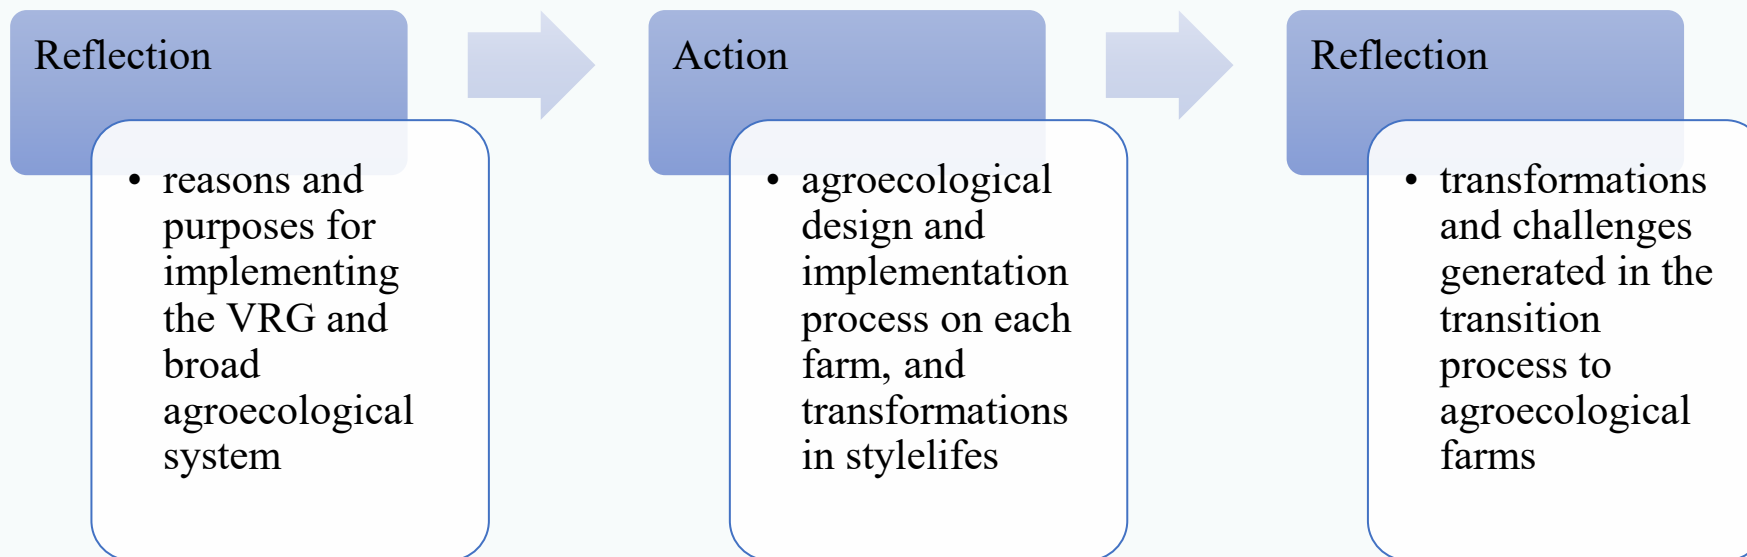 Reflection
• reasons and
purposes for
implementing
the VRG and
broad
agroecological
system
Action
• agroecological
design and
implementation
process on each
farm, and
transformations
in stylelifes
Reflection
• transformations
and challenges
generated in the
transition
process to
agroecological
farms